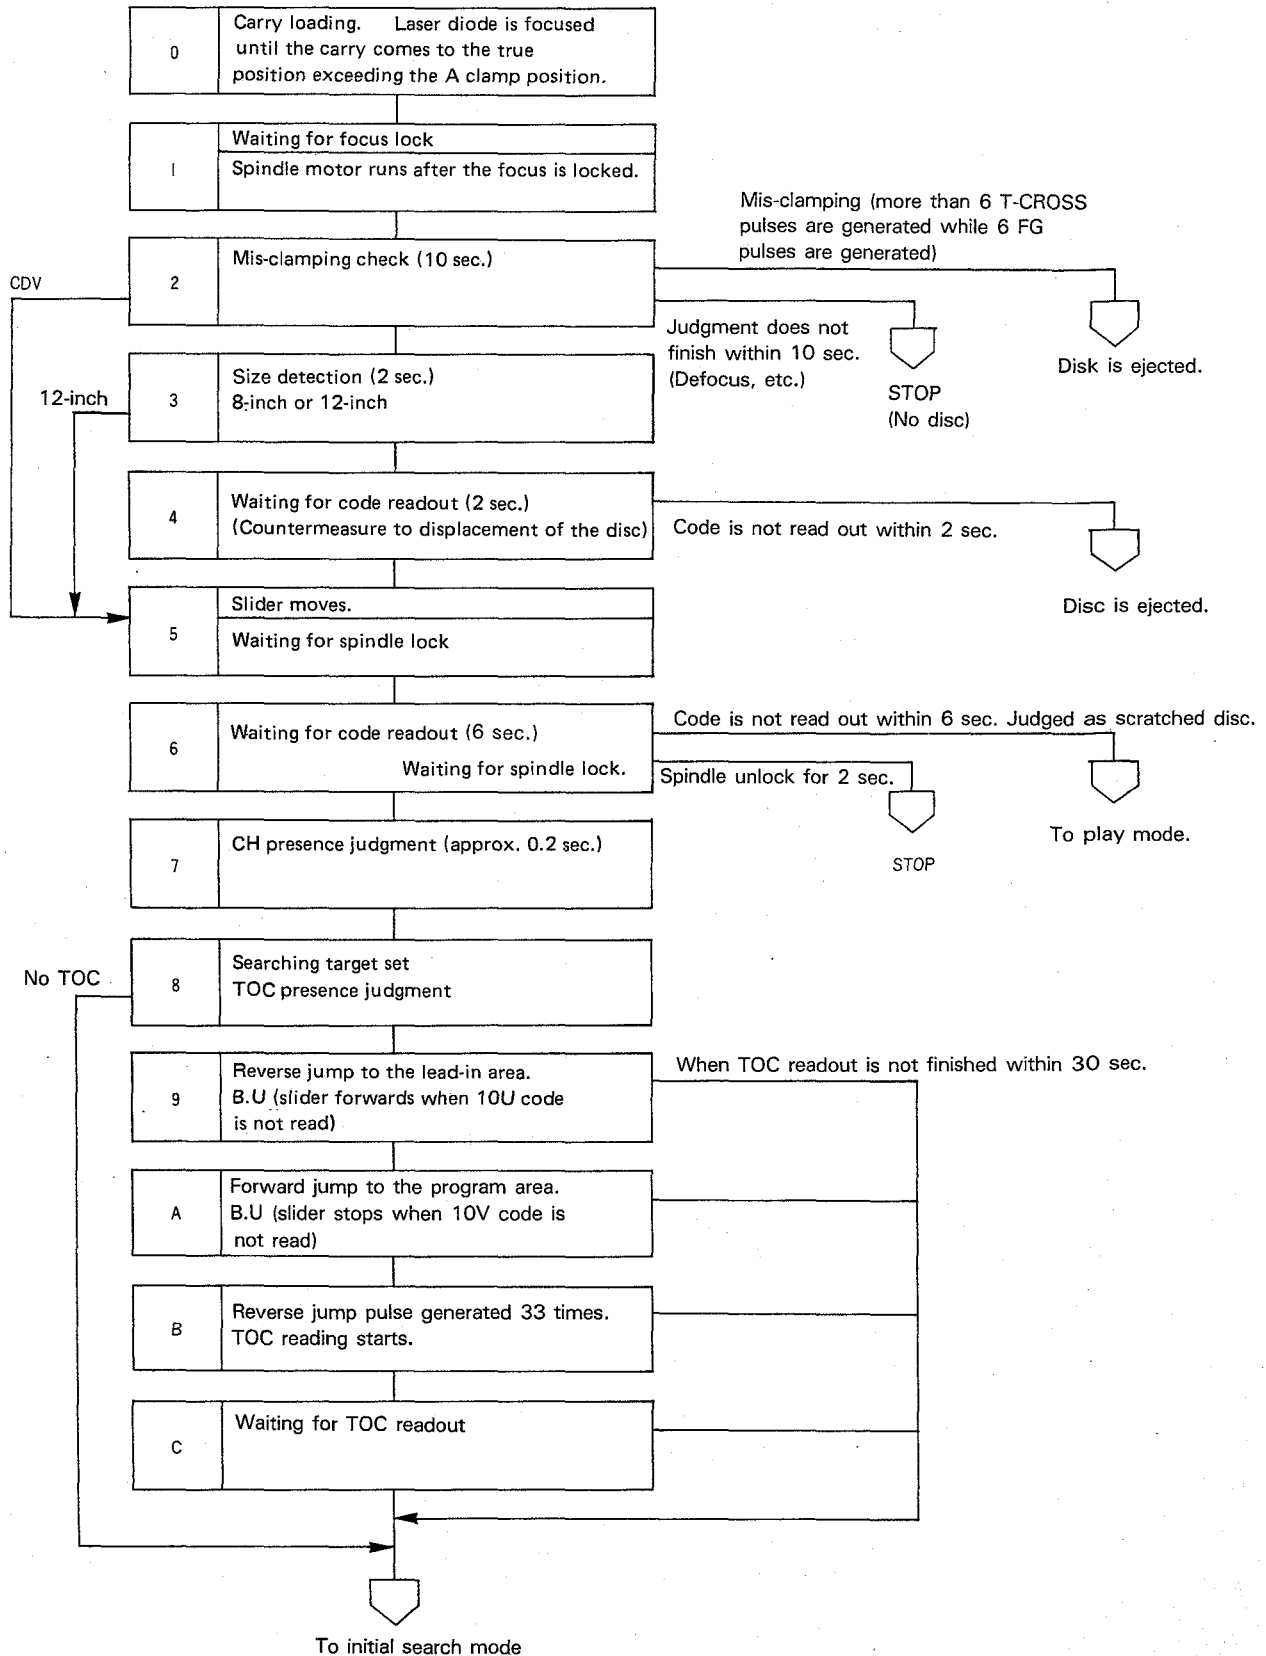 0
Carry loading. Laser diode is focused
until the carry comes to the true
position exceeding the A clamp position.
1
Waiting for focus lock
Spindle motor runs after the focus is locked.
Mis-clamping (more than 6 T-CROSS
pulses are generated while 6 FG
pulses are generated)
2
Mis-clamping check (10 sec.)
CDV
Judgment does not
finish within 10 sec.
(Defocus, etc.)
STOP
(No disc)
Disk is ejected.
12-inch
3
Size detection (2 sec.)
8-inch or 12-inch
4
Waiting for code readout (2 sec.)
(Countermeasure to displacement of the disc)
Code is not read out within 2 sec.
Disc is ejected.
5
Slider moves.
Waiting for spindle lock
6
Waiting for code readout (6 sec.)
Waiting for spindle lock.
Code is not read out within 6 sec. Judged as scratched disc.
Spindle unlock for 2 sec.
To play mode.
STOP
7
CH presence judgment (approx. 0.2 sec.)
No TOC
8
Searching target set
TOC presence judgment
9
Reverse jump to the lead-in area.
B.U (slider forwards when 10U code
is not read)
When TOC readout is not finished within 30 sec.
A
Forward jump to the program area.
B.U (slider stops when 10V code is
not read)
B
Reverse jump pulse generated 33 times.
TOC reading starts.
C
Waiting for TOC readout
To initial search mode